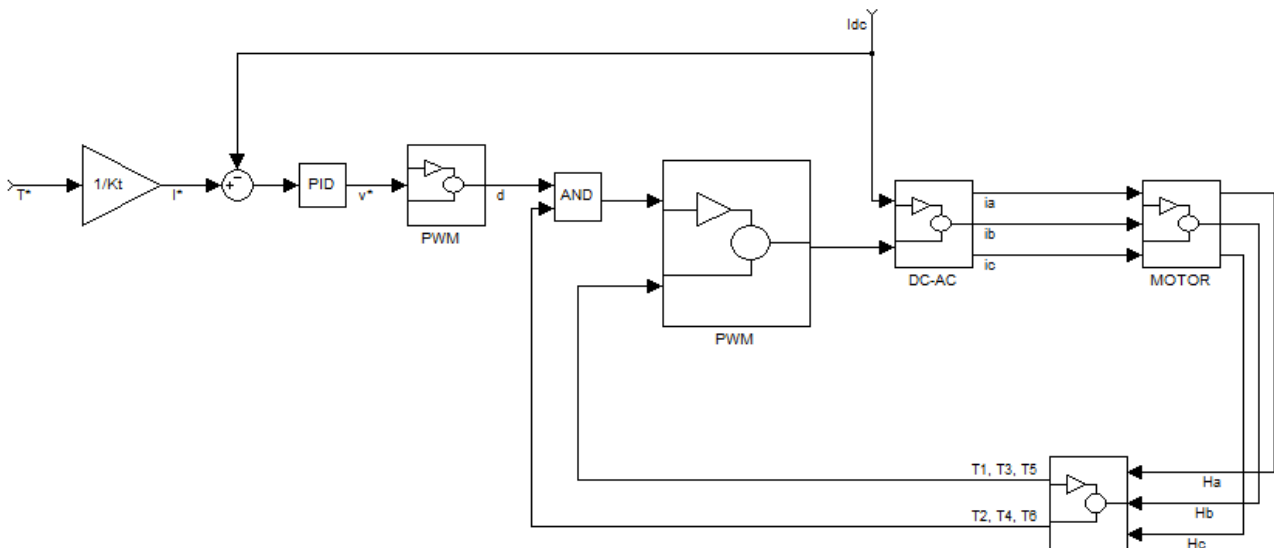 Idc
T*
1/Kt
I*
+
−
PID
v*
PWM
d
AND
PWM
DC-AC
ia
ib
ic
MOTOR
T1, T3, T5
T2, T4, T6
Ha
Hb
Hc